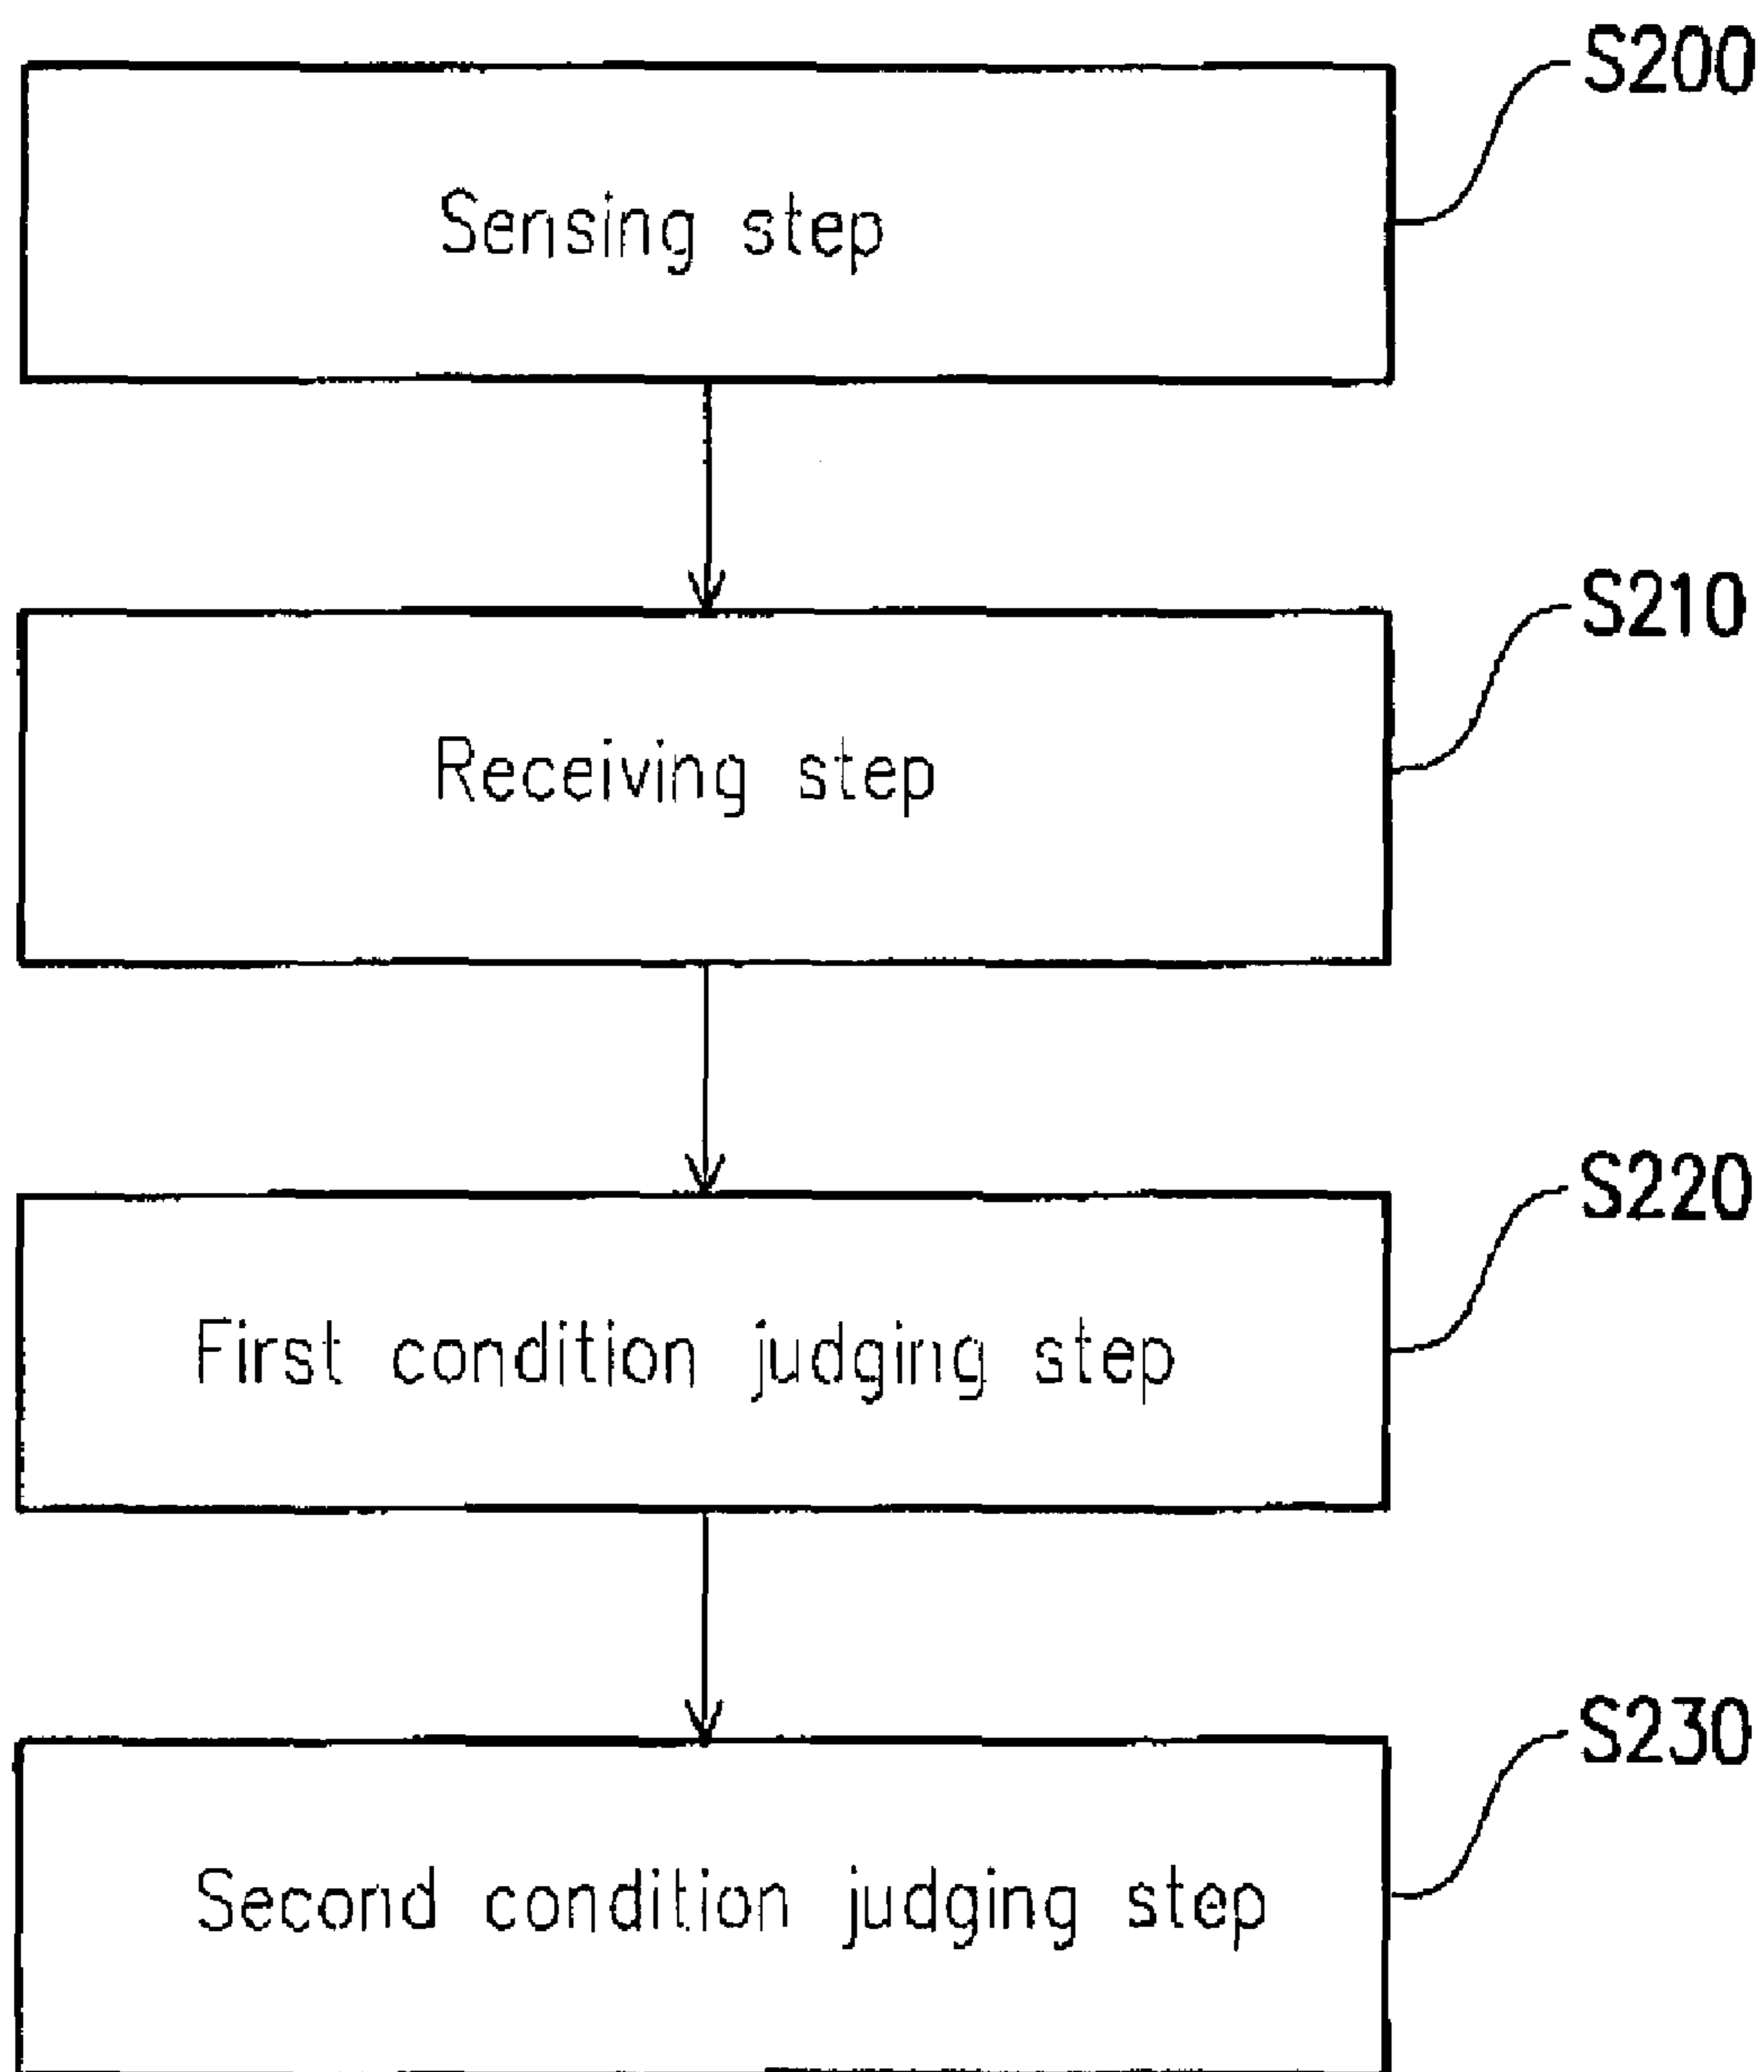 S200
Sensing step
S210
Receiving step
S220
First condition judging step
S230
Second condition judging step